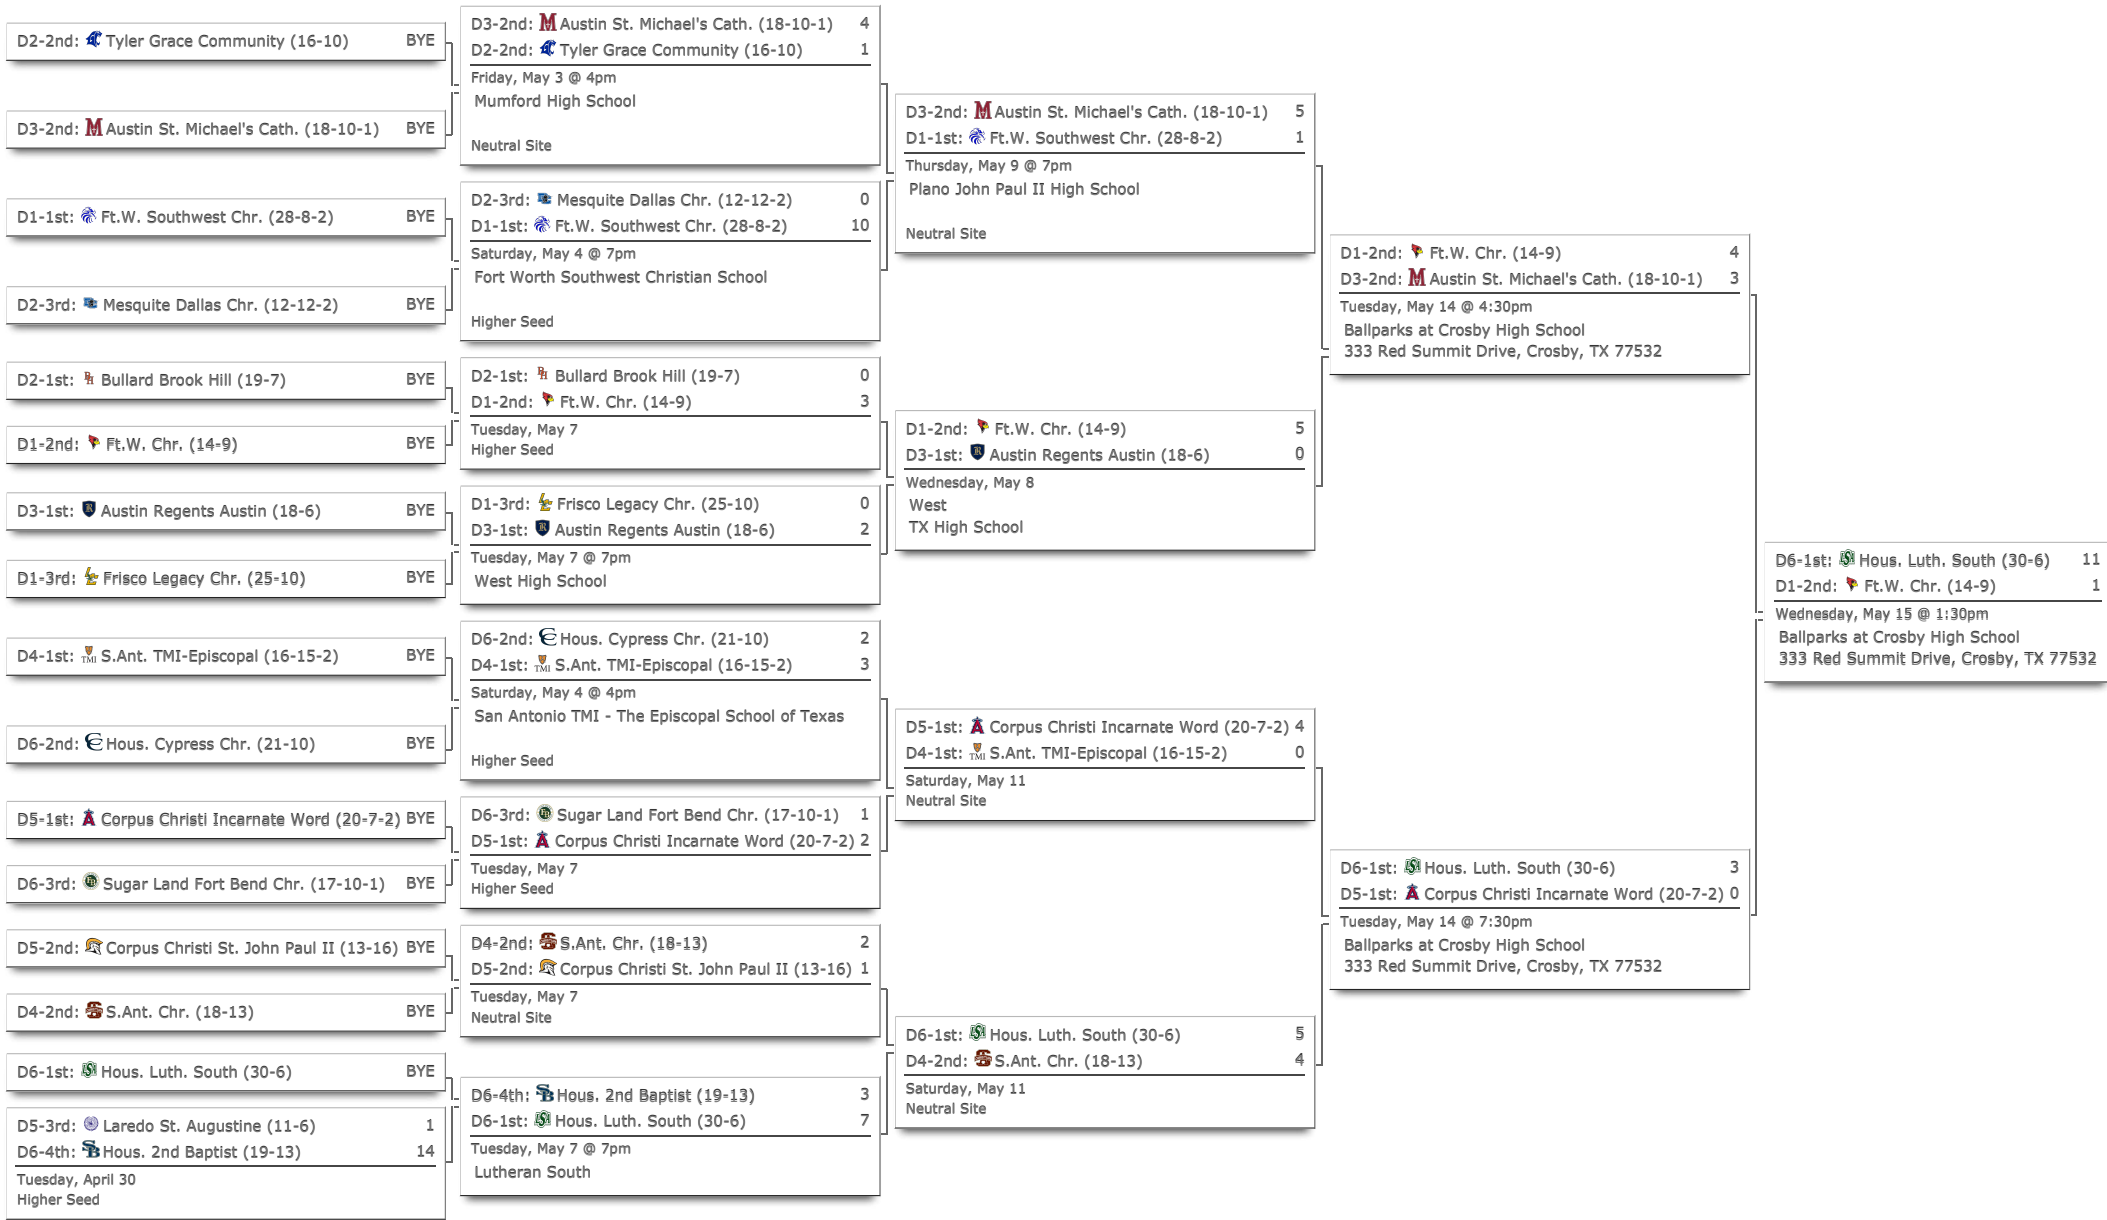 D2-2nd: Tyler Grace Community (16-10) BYE
D3-2nd: Austin St. Michael's Cath. (18-10-1) BYE
D1-1st: Ft.W. Southwest Chr. (28-8-2) BYE
D2-3rd: Mesquite Dallas Chr. (12-12-2) BYE
D2-1st: Bullard Brook Hill (19-7) BYE
D1-2nd: Ft.W. Chr. (14-9) BYE
D3-1st: Austin Regents Austin (18-6) BYE
D1-3rd: Frisco Legacy Chr. (25-10) BYE
D4-1st: TMI S.Ant. TMI-Episcopal (16-15-2) BYE
D6-2nd: Hous. Cypress Chr. (21-10) BYE
D5-1st: Corpus Christi Incarnate Word (20-7-2) BYE
D6-3rd: Sugar Land Fort Bend Chr. (17-10-1) BYE
D5-2nd: Corpus Christi St. John Paul II (13-16) BYE
D4-2nd: S.Ant. Chr. (18-13) BYE
D6-1st: Hous. Luth. South (30-6) BYE
D5-3rd: Laredo St. Augustine (11-6) 1
D6-4th: Hous. 2nd Baptist (19-13) 14
Tuesday, April 30
Higher Seed
D3-2nd: Austin St. Michael's Cath. (18-10-1) 4
D2-2nd: Tyler Grace Community (16-10) 1
Friday, May 3 @ 4pm
Mumford High School
Neutral Site
D2-3rd: Mesquite Dallas Chr. (12-12-2) 0
D1-1st: Ft.W. Southwest Chr. (28-8-2) 10
Saturday, May 4 @ 7pm
Fort Worth Southwest Christian School
Higher Seed
D2-1st: Bullard Brook Hill (19-7) 0
D1-2nd: Ft.W. Chr. (14-9) 3
Tuesday, May 7
Higher Seed
D1-3rd: Frisco Legacy Chr. (25-10) 0
D3-1st: Austin Regents Austin (18-6) 2
Tuesday, May 7 @ 7pm
West High School
D6-2nd: Hous. Cypress Chr. (21-10) 2
D4-1st: TMI S.Ant. TMI-Episcopal (16-15-2) 3
Saturday, May 4 @ 4pm
San Antonio TMI - The Episcopal School of Texas
Higher Seed
D6-3rd: Sugar Land Fort Bend Chr. (17-10-1) 1
D5-1st: Corpus Christi Incarnate Word (20-7-2) 2
Tuesday, May 7
Higher Seed
D4-2nd: S.Ant. Chr. (18-13) 2
D5-2nd: Corpus Christi St. John Paul II (13-16) 1
Tuesday, May 7
Neutral Site
D6-4th: Hous. 2nd Baptist (19-13) 3
D6-1st: Hous. Luth. South (30-6) 7
Tuesday, May 7 @ 7pm
Lutheran South
D3-2nd: Austin St. Michael's Cath. (18-10-1) 5
D1-1st: Ft.W. Southwest Chr. (28-8-2) 1
Thursday, May 9 @ 7pm
Plano John Paul II High School
Neutral Site
D1-2nd: Ft.W. Chr. (14-9) 5
D3-1st: Austin Regents Austin (18-6) 0
Wednesday, May 8
West
TX High School
D5-1st: Corpus Christi Incarnate Word (20-7-2) 4
D4-1st: TMI S.Ant. TMI-Episcopal (16-15-2) 0
Saturday, May 11
Neutral Site
D6-1st: Hous. Luth. South (30-6) 5
D4-2nd: S.Ant. Chr. (18-13) 4
Saturday, May 11
Neutral Site
D1-2nd: Ft.W. Chr. (14-9) 4
D3-2nd: Austin St. Michael's Cath. (18-10-1) 3
Tuesday, May 14 @ 4:30pm
Ballparks at Crosby High School
333 Red Summit Drive, Crosby, TX 77532
D6-1st: Hous. Luth. South (30-6) 3
D5-1st: Corpus Christi Incarnate Word (20-7-2) 0
Tuesday, May 14 @ 7:30pm
Ballparks at Crosby High School
333 Red Summit Drive, Crosby, TX 77532
D6-1st: Hous. Luth. South (30-6) 11
D1-2nd: Ft.W. Chr. (14-9) 1
Wednesday, May 15 @ 1:30pm
Ballparks at Crosby High School
333 Red Summit Drive, Crosby, TX 77532